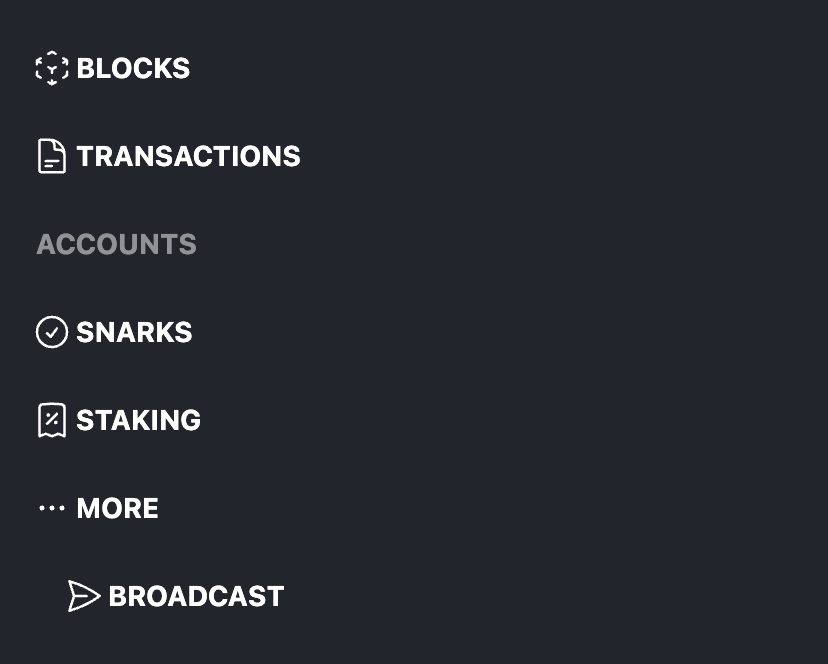 BLOCKS
TRANSACTIONS
ACCOUNTS
SNARKS
STAKING
MORE
BROADCAST